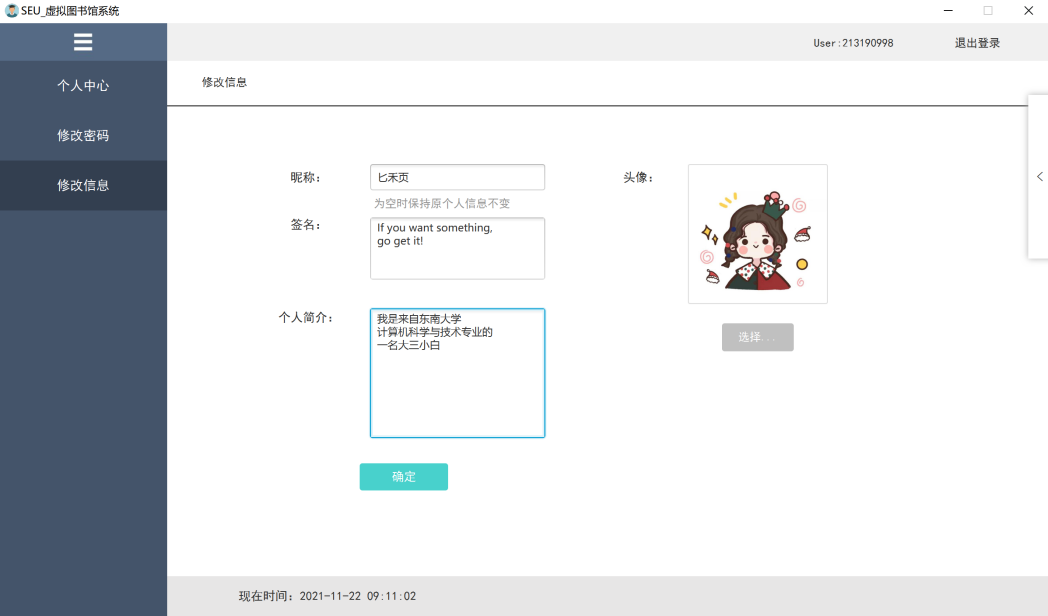 SEU_虚拟图书馆系统
User:213190998
退出登录
个人中心
修改密码
修改信息
修改信息
昵称：
匕禾页
为空时保持原个人信息不变
签名：
If you want something,
go get it!
个人简介：
我是来自东南大学
计算机科学与技术专业的
一名大三小白
确定
头像：
选择...
现在时间：2021-11-22 09:11:02